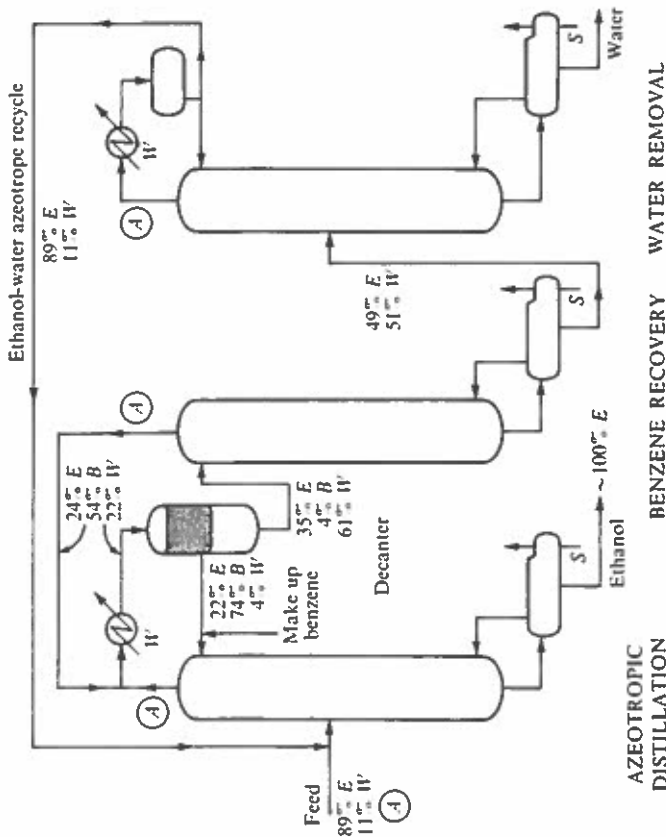 Ethanol-water azeotrope recycle
89% E
11% W
W
A
24% E
54% B
22% W
A
W
A
22% E
74% B
4% W
35% E
4% B
61% W
Make up
benzene
Decanter
49% E
51% W
Feed
89% E
11% W
A
S
Ethanol
~100% E
S
S
Water
AZEOTROPIC
DISTILLATION
BENZENE RECOVERY
WATER REMOVAL